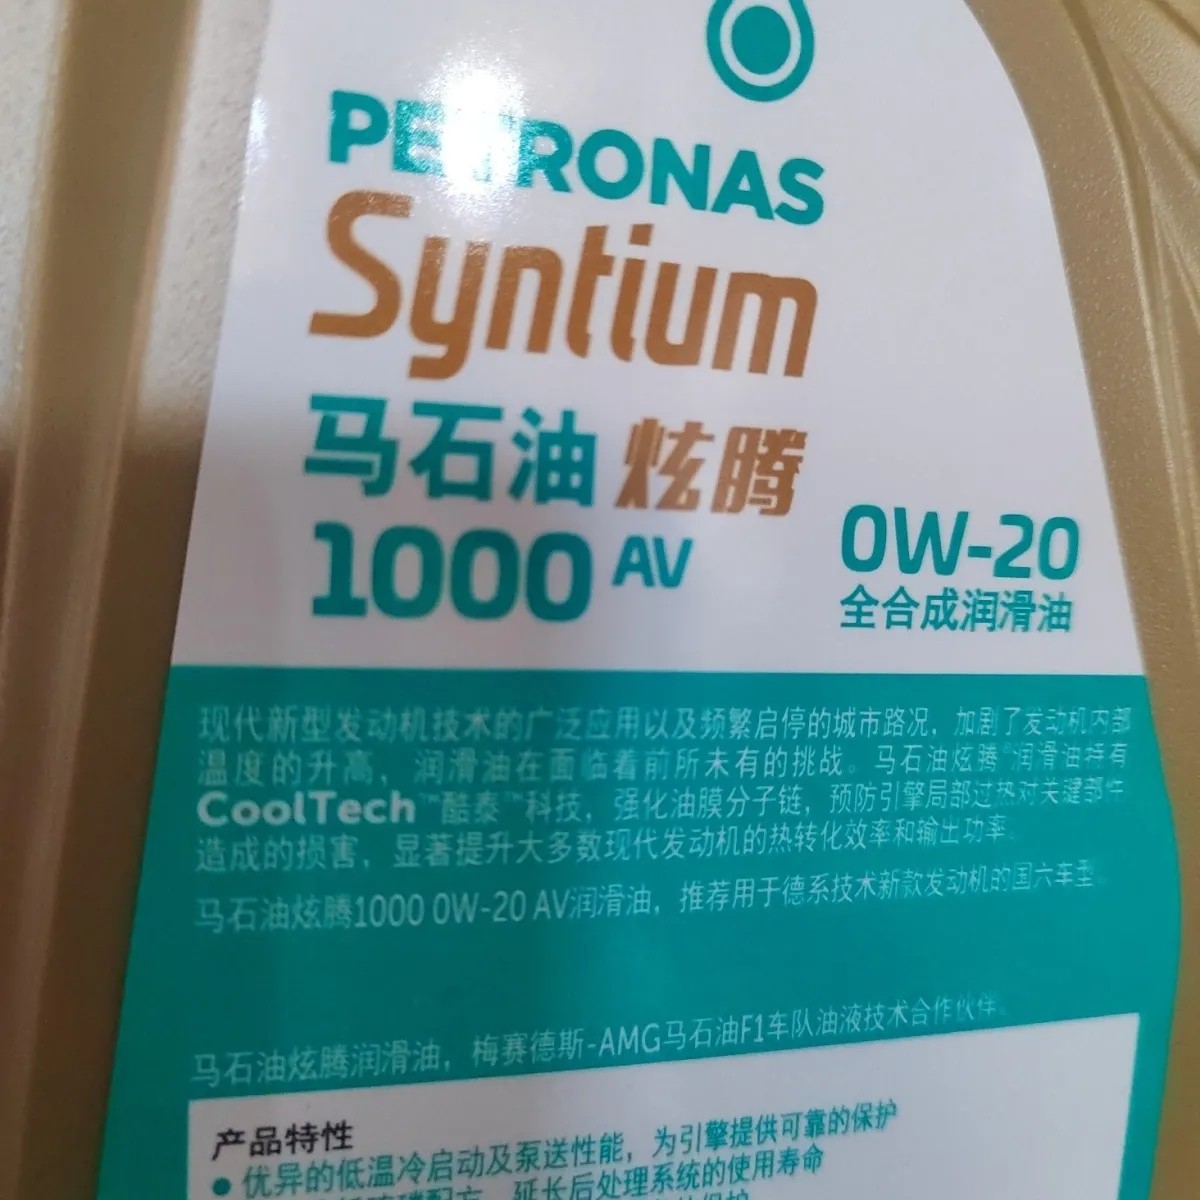 PETRONAS
Syntium
马石油 炫腾
1000 AV
0W-20
全合成润滑油
现代新型发动机技术的广泛应用以及频繁启停的城市路况，加剧了发动机内部
温度的升高，润滑油在面临着前所未有的挑战。马石油炫腾®润滑油持有
CoolTech™酷泰™科技，强化油膜分子链，预防引擎局部过热对关键部件
造成的损害，显著提升大多数现代发动机的热转化效率和输出功率。
马石油炫腾1000 0W-20 AV润滑油，推荐用于德系技术新款发动机的国六车型。
马石油炫腾润滑油，梅赛德斯-AMG马石油F1车队油液技术合作伙伴。
产品特性
● 优异的低温冷启动及泵送性能，为引擎提供可靠的保护
配方，延长后处理系统的使用寿命